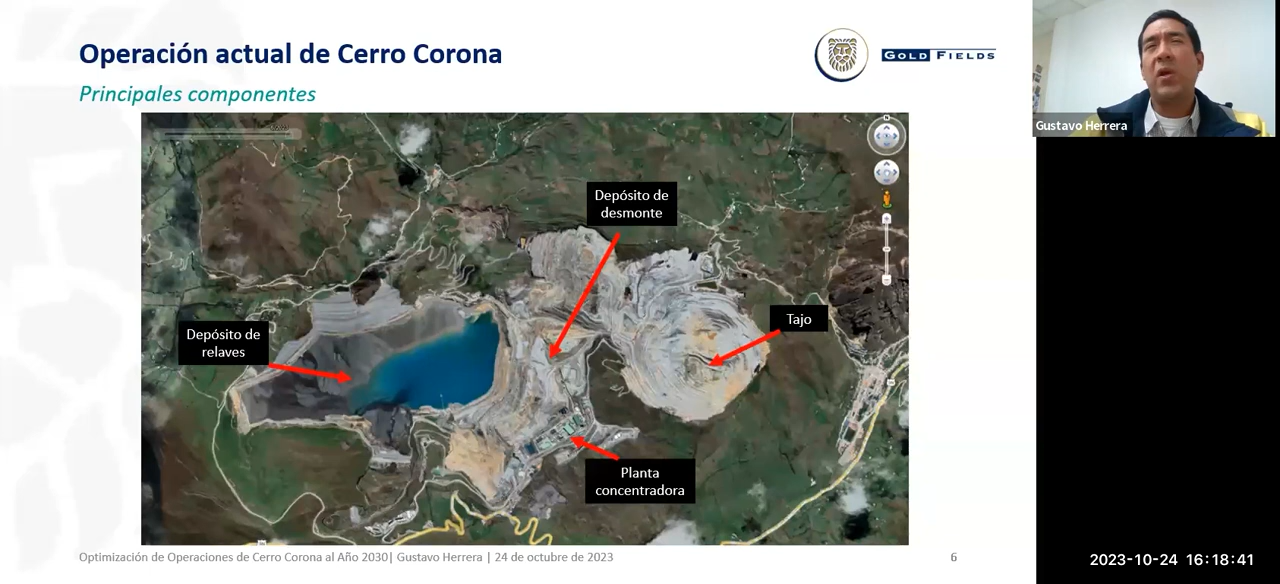 Operación actual de Cerro Corona
Principales componentes
GOLD FIELDS
Gustavo Herrera
Depósito de
desmonte
Tajo
Depósito de
relaves
Planta
concentradora
Optimización de Operaciones de Cerro Corona al Año 2030| Gustavo Herrera | 24 de octubre de 2023
6
2023-10-24 16:18:41